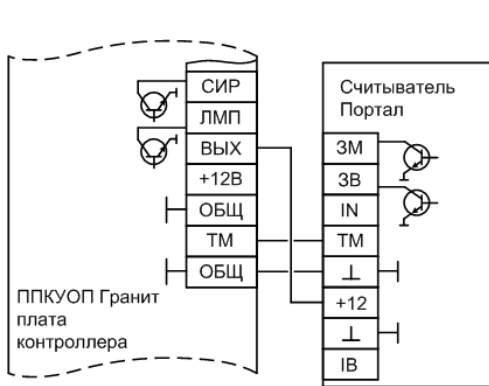 СИР
ЛМП
ВЫХ
+12В
ОБЩ
ТМ
ОБЩ
ППКУОП Гранит
плата
контроллера
Считыватель
Портал
ЗМ
ЗВ
IN
ТМ
⊥
+12
⊥
IB